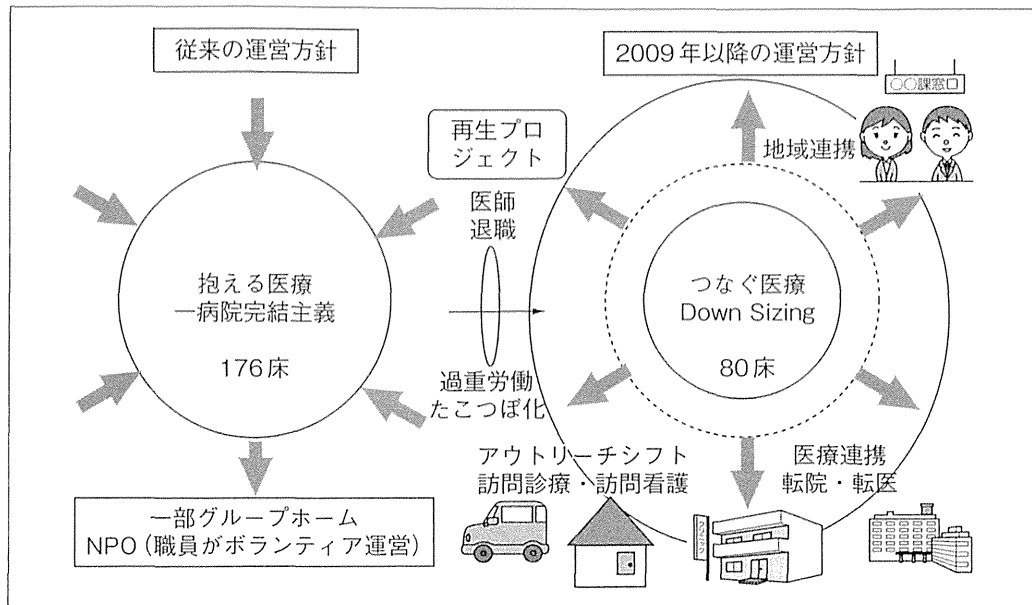 従来の運営方針
2009年以降の運営方針
○○課窓口
再生プロ
ジェクト
地域連携
医師
退職
抱える医療
一病院完結主義
176床
つなぐ医療
Down Sizing
80床
過重労働
たこつぼ化
アウトリーチシフト
訪問診療・訪問看護
医療連携
転院・転医
一部グループホーム
NPO(職員がボランティア運営)